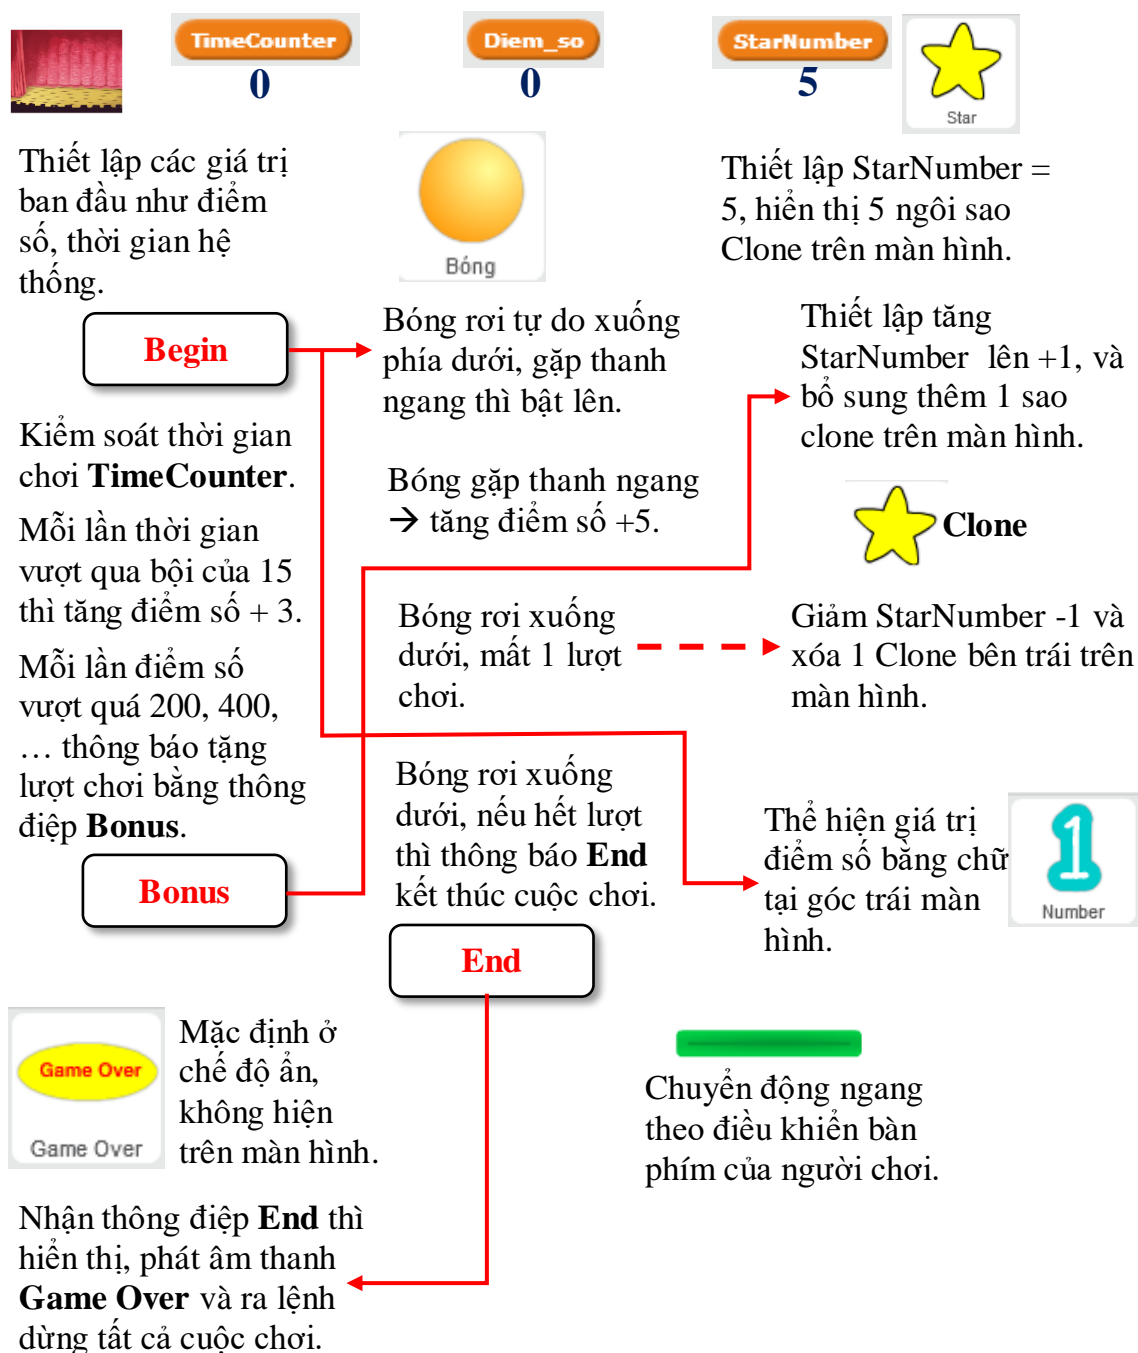 TimeCounter
0
Diem_so
0
StarNumber
5
Star
Thiết lập các giá trị
ban đầu như điểm
số, thời gian hệ
thống.
Bóng
Thiết lập StarNumber =
5, hiển thị 5 ngôi sao
Clone trên màn hình.
Begin
Bóng rơi tự do xuống
phía dưới, gặp thanh
ngang thì bật lên.
Thiết lập tăng
StarNumber lên +1, và
bổ sung thêm 1 sao
clone trên màn hình.
Kiểm soát thời gian
chơi TimeCounter.
Bóng gặp thanh ngang
→ tăng điểm số +5.
Clone
Mỗi lần thời gian
vượt qua bội của 15
thì tăng điểm số + 3.
Bóng rơi xuống
dưới, mất 1 lượt
chơi.
Giảm StarNumber -1 và
xóa 1 Clone bên trái trên
màn hình.
Mỗi lần điểm số
vượt quá 200, 400,
… thông báo tặng
lượt chơi bằng thông
điệp Bonus.
Bóng rơi xuống
dưới, nếu hết lượt
thì thông báo End
kết thúc cuộc chơi.
Thể hiện giá trị
điểm số bằng chữ
tại góc trái màn
hình.
1
Number
Bonus
End
Game Over
Game Over
Mặc định ở
chế độ ẩn,
không hiện
trên màn hình.
Chuyển động ngang
theo điều khiển bàn
phím của người chơi.
Nhận thông điệp End thì
hiển thị, phát âm thanh
Game Over và ra lệnh
dừng tất cả cuộc chơi.